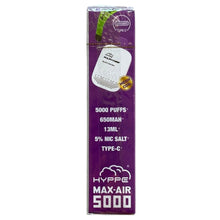 5000 PUFFS
650MAH
13ML
5% NIC SALT
TYPE-C
HYPPE
MAX-AIR
5000